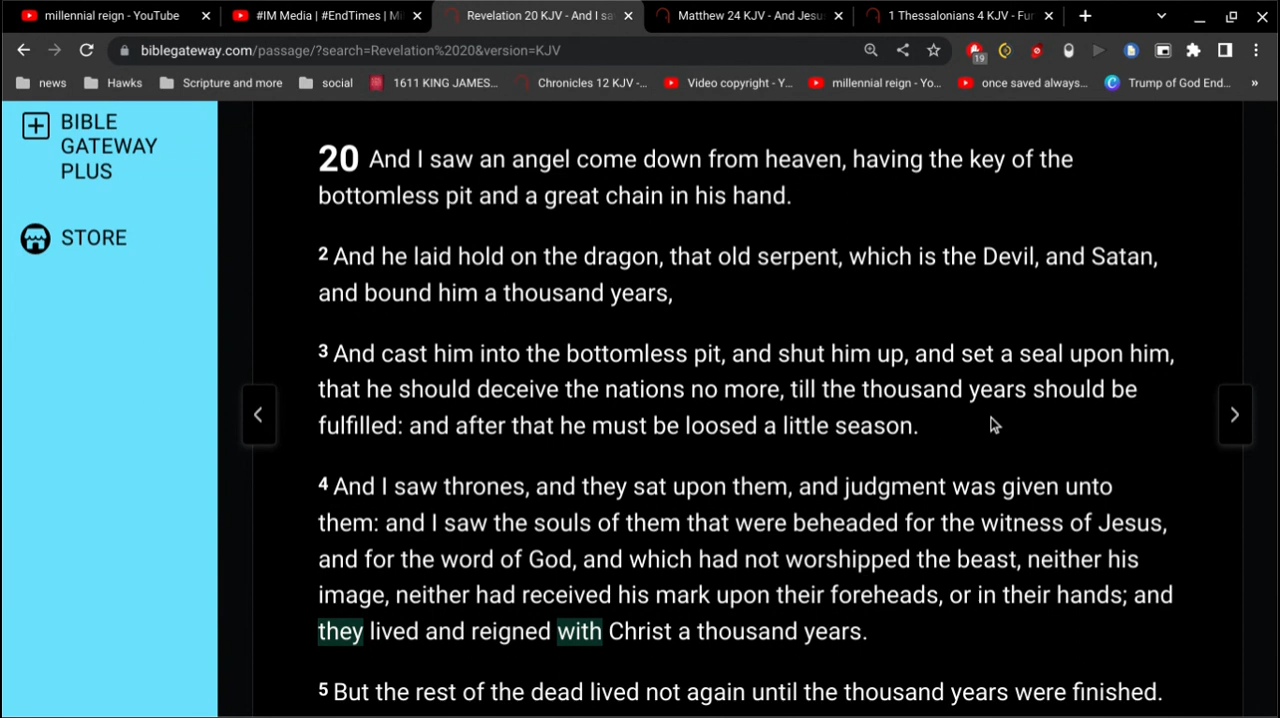 millennial reign - YouTube
#IM Media | #EndTimes | Mi
Revelation 20 KJV - And I sa
Matthew 24 KJV - And Jesu
1 Thessalonians 4 KJV - Fur
biblegateway.com/passage/?search=Revelation%2020&version=KJV
19
news
Hawks
Scripture and more
social
1611 KING JAMES...
Chronicles 12 KJV -...
Video copyright - Y...
millennial reign - Yo...
once saved always...
Trump of God End...
»
BIBLE
GATEWAY
PLUS
STORE
20 And I saw an angel come down from heaven, having the key of the
bottomless pit and a great chain in his hand.
2 And he laid hold on the dragon, that old serpent, which is the Devil, and Satan,
and bound him a thousand years,
3 And cast him into the bottomless pit, and shut him up, and set a seal upon him,
that he should deceive the nations no more, till the thousand years should be
fulfilled: and after that he must be loosed a little season.
4 And I saw thrones, and they sat upon them, and judgment was given unto
them: and I saw the souls of them that were beheaded for the witness of Jesus,
and for the word of God, and which had not worshipped the beast, neither his
image, neither had received his mark upon their foreheads, or in their hands; and
they lived and reigned with Christ a thousand years.
5 But the rest of the dead lived not again until the thousand years were finished.